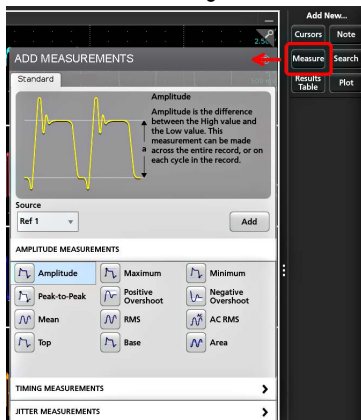 Add New...
Cursors
Note
Measure
Search
Results Table
Plot
ADD MEASUREMENTS
Standard
Amplitude
Amplitude is the difference
between the High value and
the Low value. This
measurement can be made
across the entire record, or on
each cycle in the record.
a
Source
Ref 1
Add
AMPLITUDE MEASUREMENTS
Amplitude
Maximum
Minimum
Peak-to-Peak
Positive Overshoot
Negative Overshoot
Mean
RMS
AC RMS
Top
Base
Area
TIMING MEASUREMENTS
JITTER MEASUREMENTS